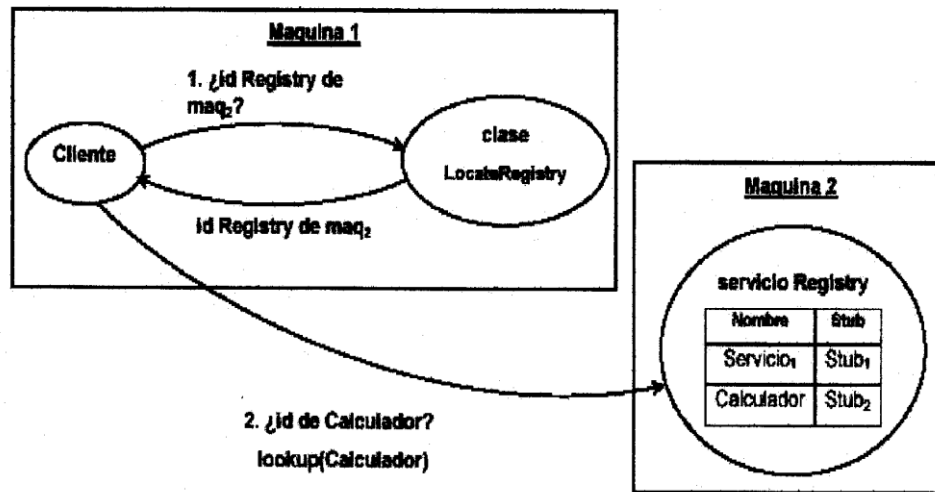 Maquina 1
1. ¿id Registry de
maq₂?
Cliente
clase
LocateRegistry
id Registry de maq₂
Maquina 2
servicio Registry
Nombre Stub
Servicio₁ Stub₁
Calculador Stub₂
2. ¿id de Calculador?
lookup(Calculador)